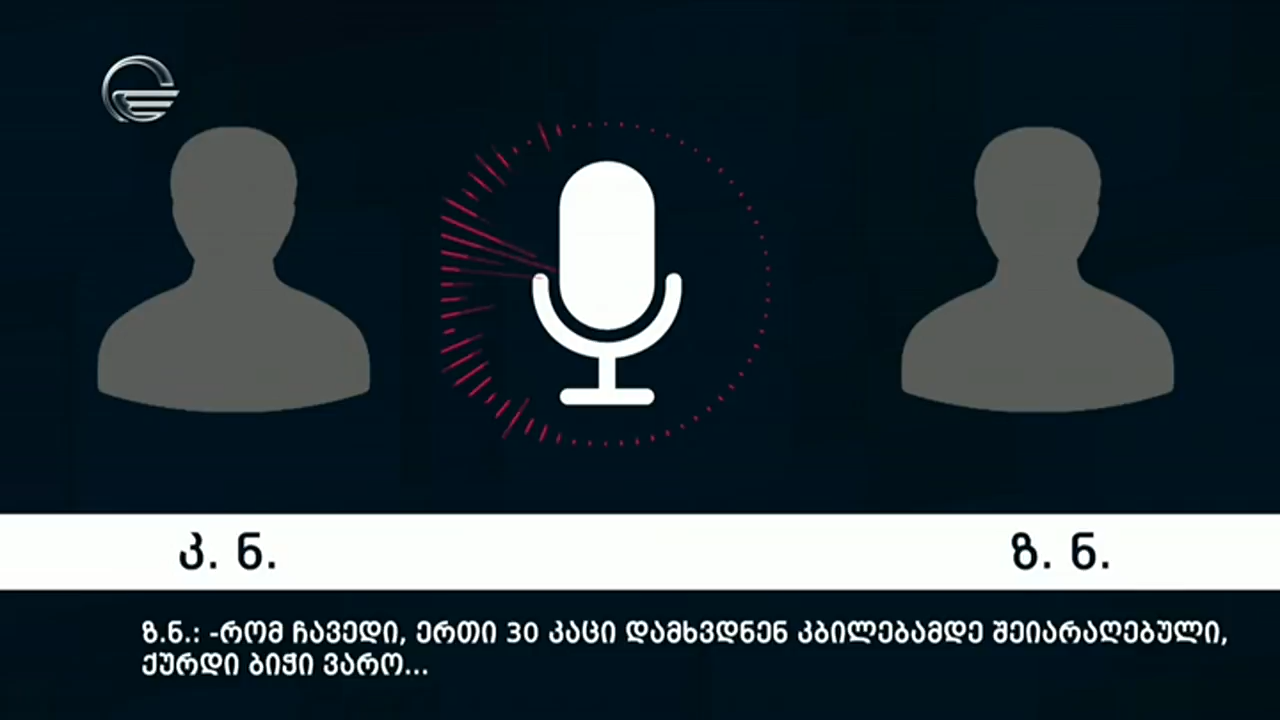 კ. ნ.
ზ. ნ.
ზ.ნ.: -რომ ჩავედი, ერთი 30 კაცი დამხვდნენ კბილებამდე შეიარაღებული,
ქურდი ბიჭი ვარო...